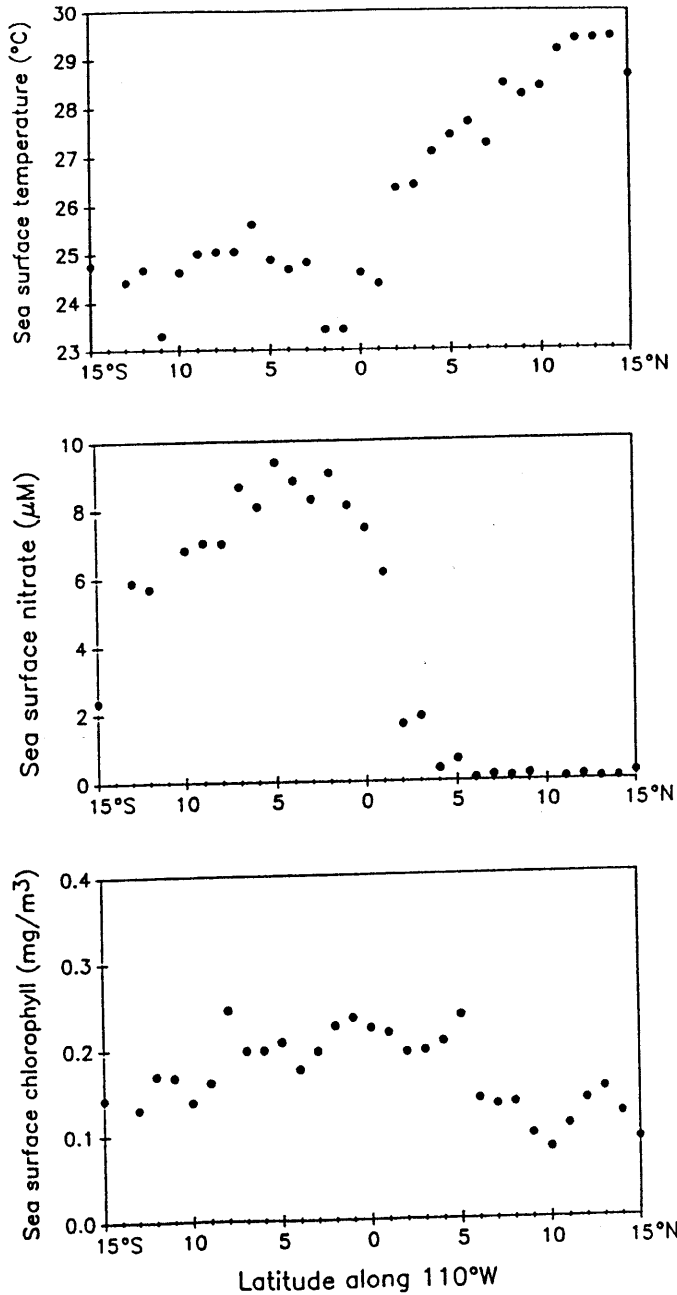 Sea surface temperature (°C)
30
29
28
27
26
25
24
23
15°S 10 5 0 5 10 15°N
Sea surface nitrate (μM)
10
8
6
4
2
0
15°S 10 5 0 5 10 15°N
Sea surface chlorophyll (mg/m³)
0.4
0.3
0.2
0.1
0.0
15°S 10 5 0 5 10 15°N
Latitude along 110°W